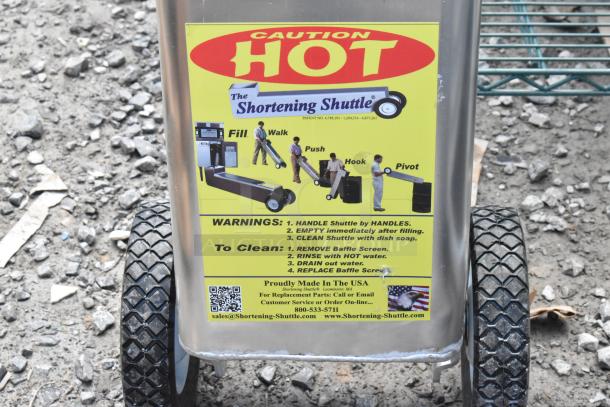 CAUTION
HOT
The
Shortening Shuttle®
Fill
Walk
Push
Hook
Pivot
WARNINGS: 1. HANDLE Shuttle by HANDLES.
2. EMPTY immediately after filling.
3. CLEAN Shuttle with dish soap.
To Clean: 1. REMOVE Baffle Screen.
2. RINSE with HOT water.
3. DRAIN out water.
4. REPLACE Baffle Screen
Proudly Made In The USA
Shortening Shuttle®
For Replacement Parts: Call or Email
Customer Service or Order On-line...
800-533-5711
sales@Shortening-Shuttle.com www.Shortening-Shuttle.com